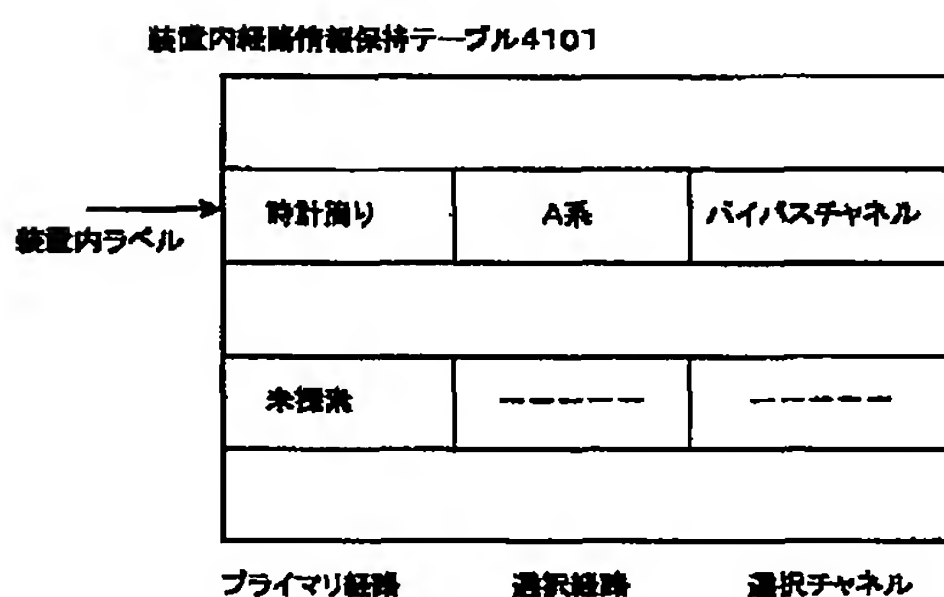 装置内経路情報保持テーブル4101
時計廻り A系 バイパスチャネル
装置内ラベル
未探索 ----- -----
プライマリ経路 選択経路 選択チャネル